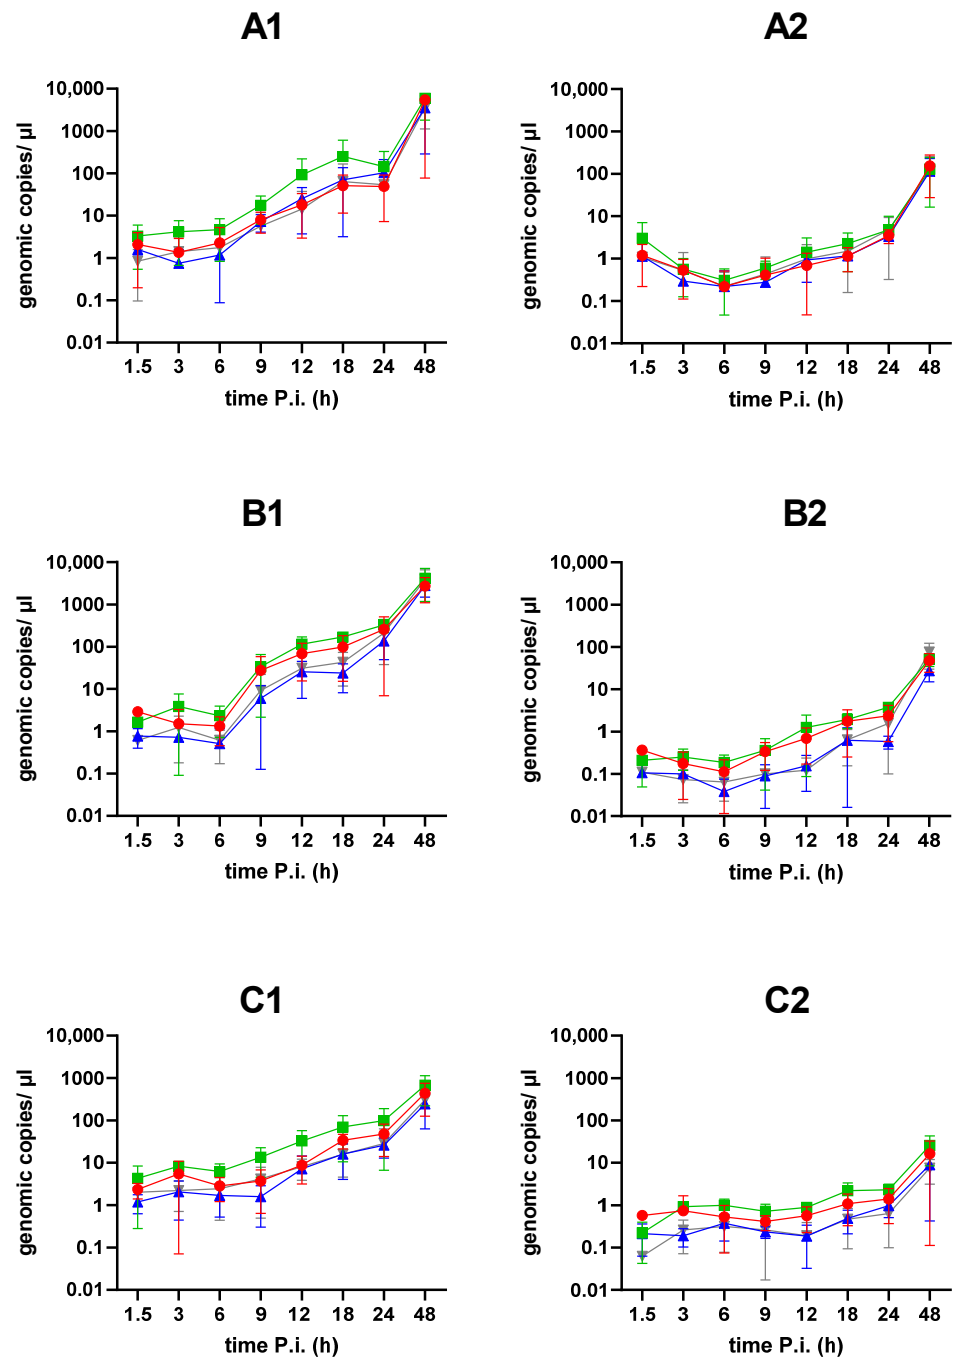 A1 A2
10,000 10,000
1000 1000
100 100
10 10
1 1
0.1 0.1
0.01 0.01
genomic copies/ µl genomic copies/ µl
1.5 3 6 9 12 18 24 48 1.5 3 6 9 12 18 24 48
time P.i. (h) time P.i. (h)
B1 B2
10,000 10,000
1000 1000
100 100
10 10
1 1
0.1 0.1
0.01 0.01
genomic copies/ µl genomic copies/ µl
1.5 3 6 9 12 18 24 48 1.5 3 6 9 12 18 24 48
time P.i. (h) time P.i. (h)
C1 C2
10,000 10,000
1000 1000
100 100
10 10
1 1
0.1 0.1
0.01 0.01
genomic copies/ µl genomic copies/ µl
1.5 3 6 9 12 18 24 48 1.5 3 6 9 12 18 24 48
time P.i. (h) time P.i. (h)